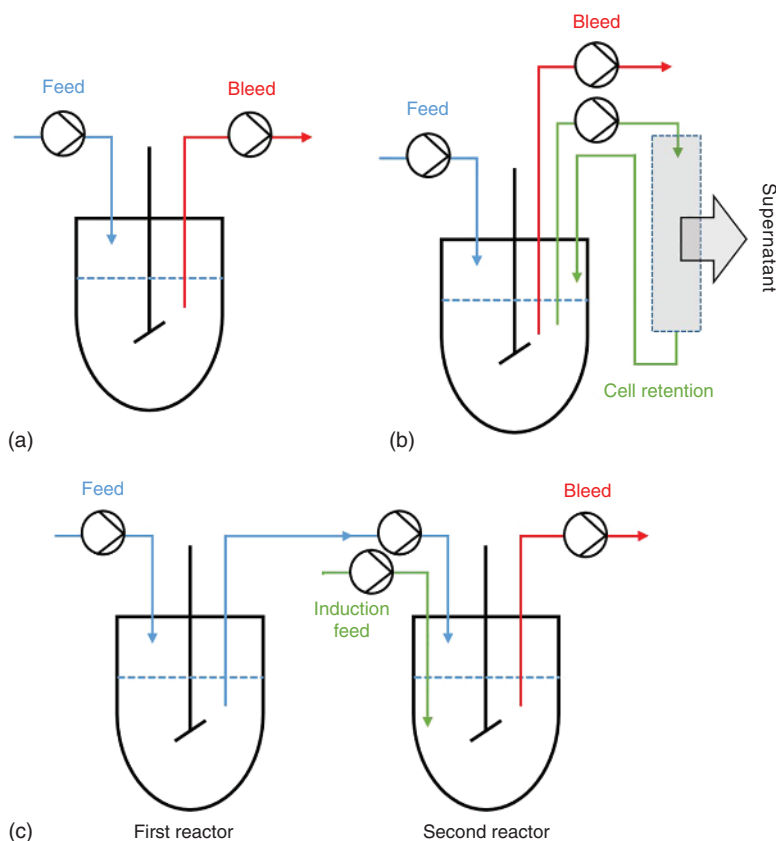 Feed
Bleed
(a)
Bleed
Feed
Supernatant
Cell retention
(b)
Feed
Bleed
Induction
feed
(c)
First reactor
Second reactor